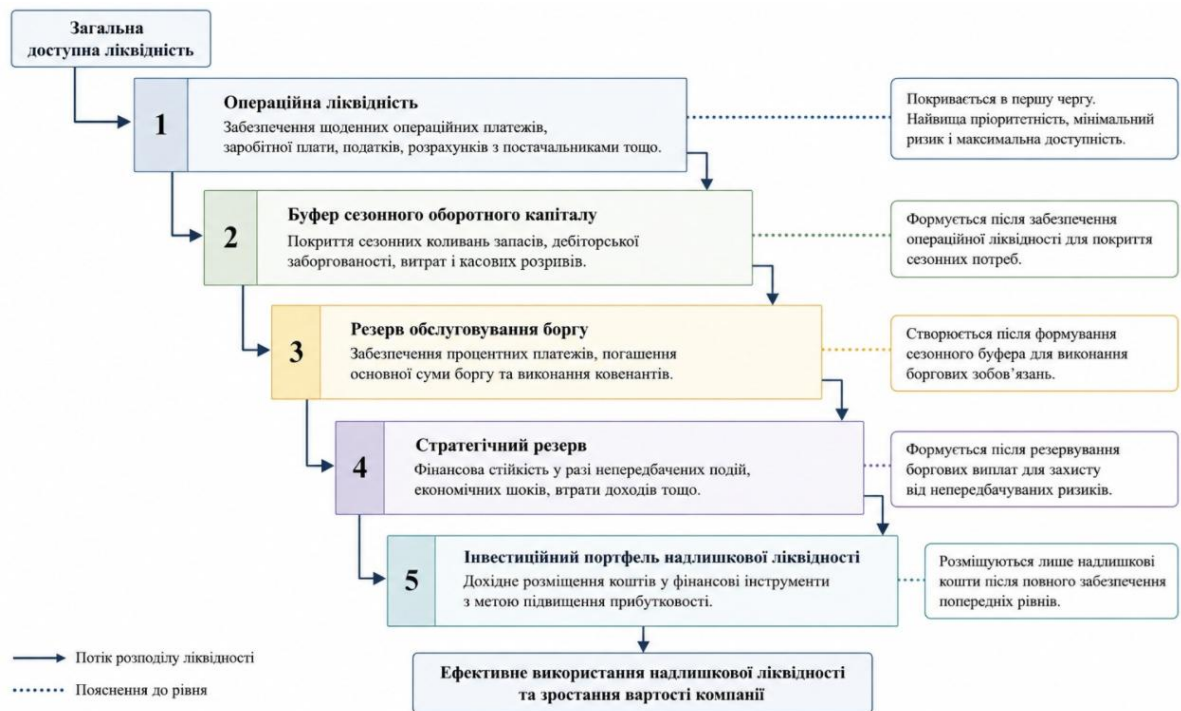 Загальна
доступна ліквідність
1
Операційна ліквідність
Забезпечення щоденних операційних платежів,
заробітної плати, податків, розрахунків з постачальниками тощо.
Покривається в першу чергу.
Найвища пріоритетність, мінімальний
ризик і максимальна доступність.
2
Буфер сезонного оборотного капіталу
Покриття сезонних коливань запасів, дебіторської
заборгованості, витрат і касових розривів.
Формується після забезпечення
операційної ліквідності для покриття
сезонних потреб.
3
Резерв обслуговування боргу
Забезпечення процентних платежів, погашення
основної суми боргу та виконання ковенантів.
Створюється після формування
сезонного буфера для виконання
боргових зобов’язань.
4
Стратегічний резерв
Фінансова стійкість у разі непередбачених подій,
економічних шоків, втрати доходів тощо.
Формується після резервування
боргових виплат для захисту
від непередбачуваних ризиків.
5
Інвестиційний портфель надлишкової ліквідності
Дохідне розміщення коштів у фінансові інструменти
з метою підвищення прибутковості.
Розміщуються лише надлишкові
кошти після повного забезпечення
попередніх рівнів.
Потік розподілу ліквідності
Пояснення до рівня
Ефективне використання надлишкової ліквідності
та зростання вартості компанії